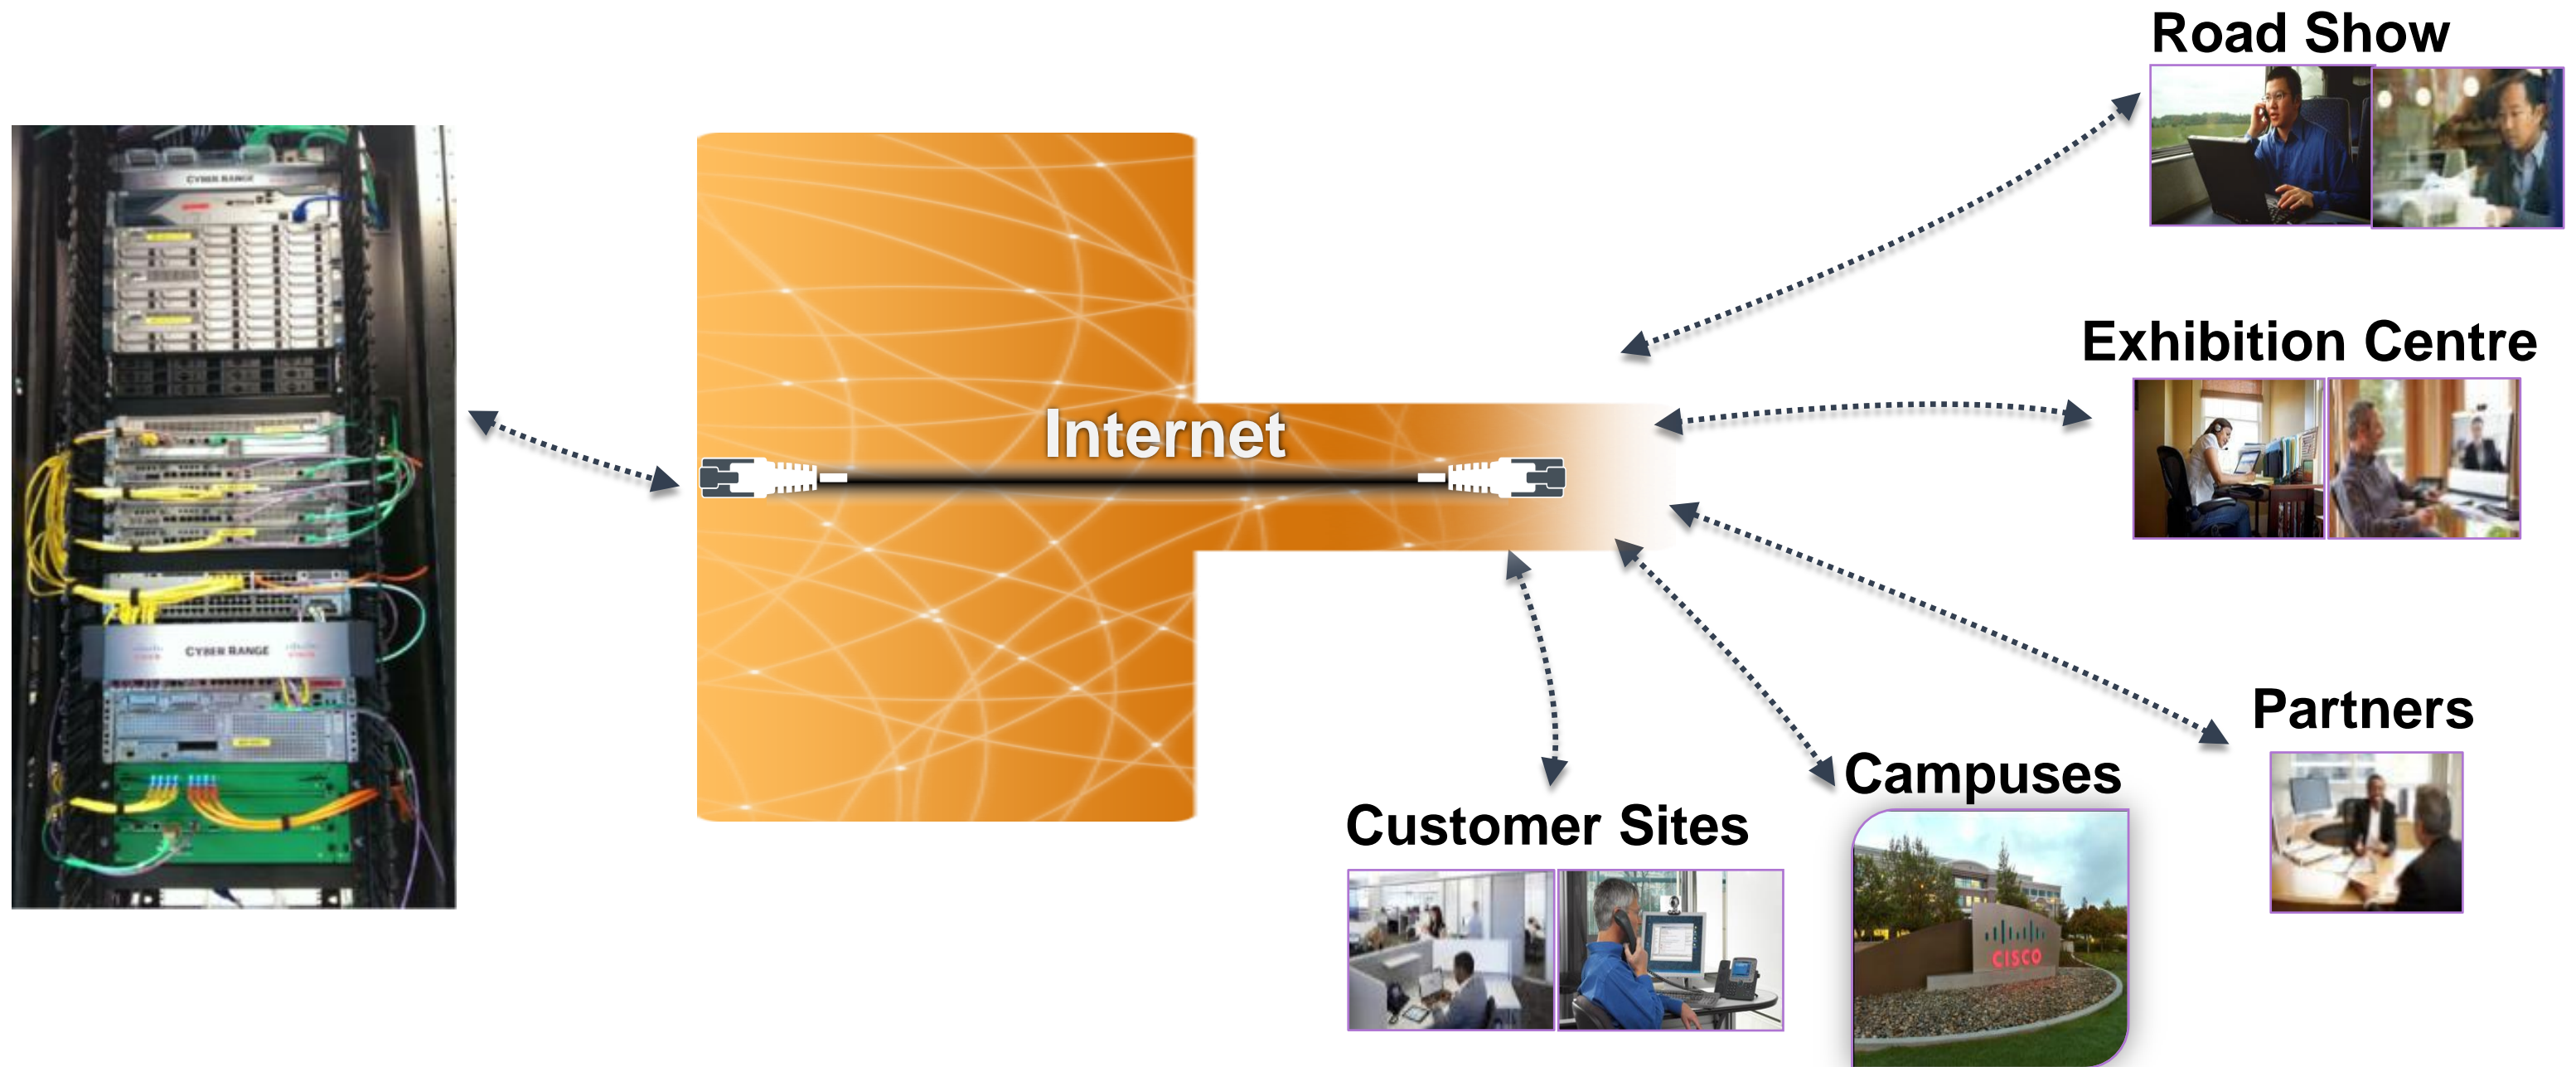 Road Show
CYBER RANGE
Exhibition Centre
Internet
CYBER RANGE
Partners
Campuses
Customer Sites
CISCO